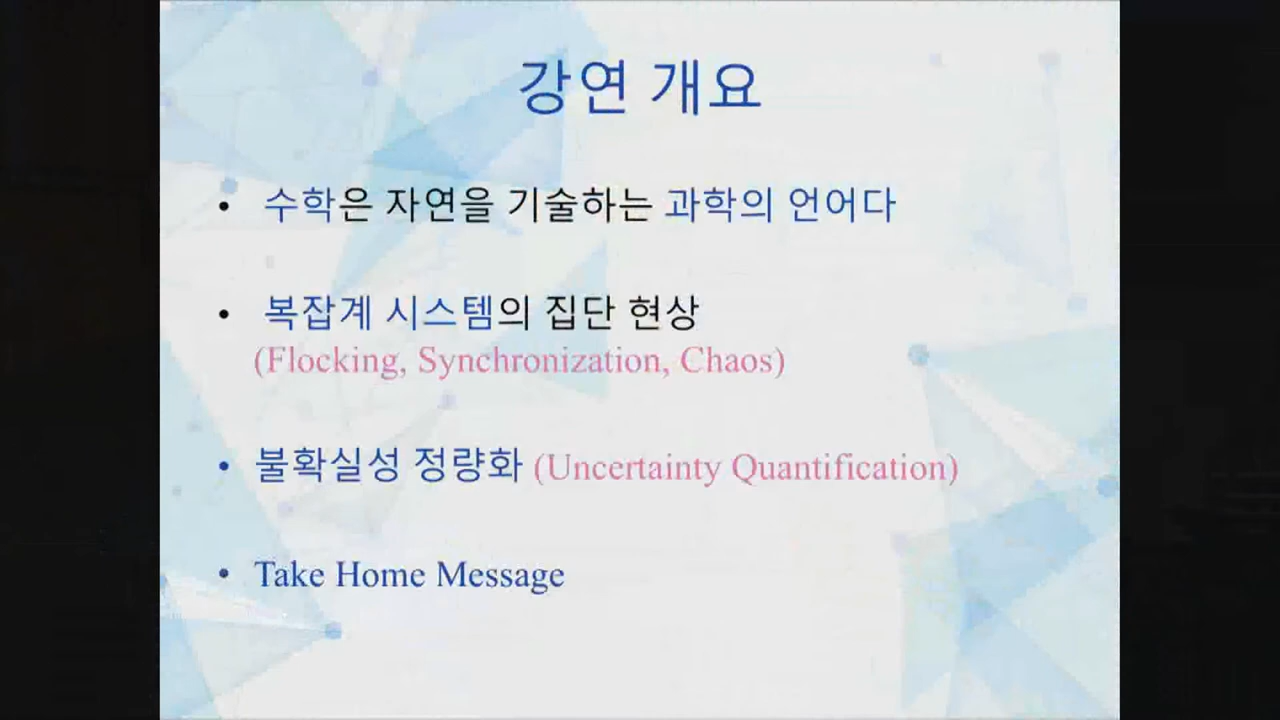 강연 개요
• 수학은 자연을 기술하는 과학의 언어다
• 복잡계 시스템의 집단 현상
(Flocking, Synchronization, Chaos)
• 불확실성 정량화 (Uncertainty Quantification)
• Take Home Message